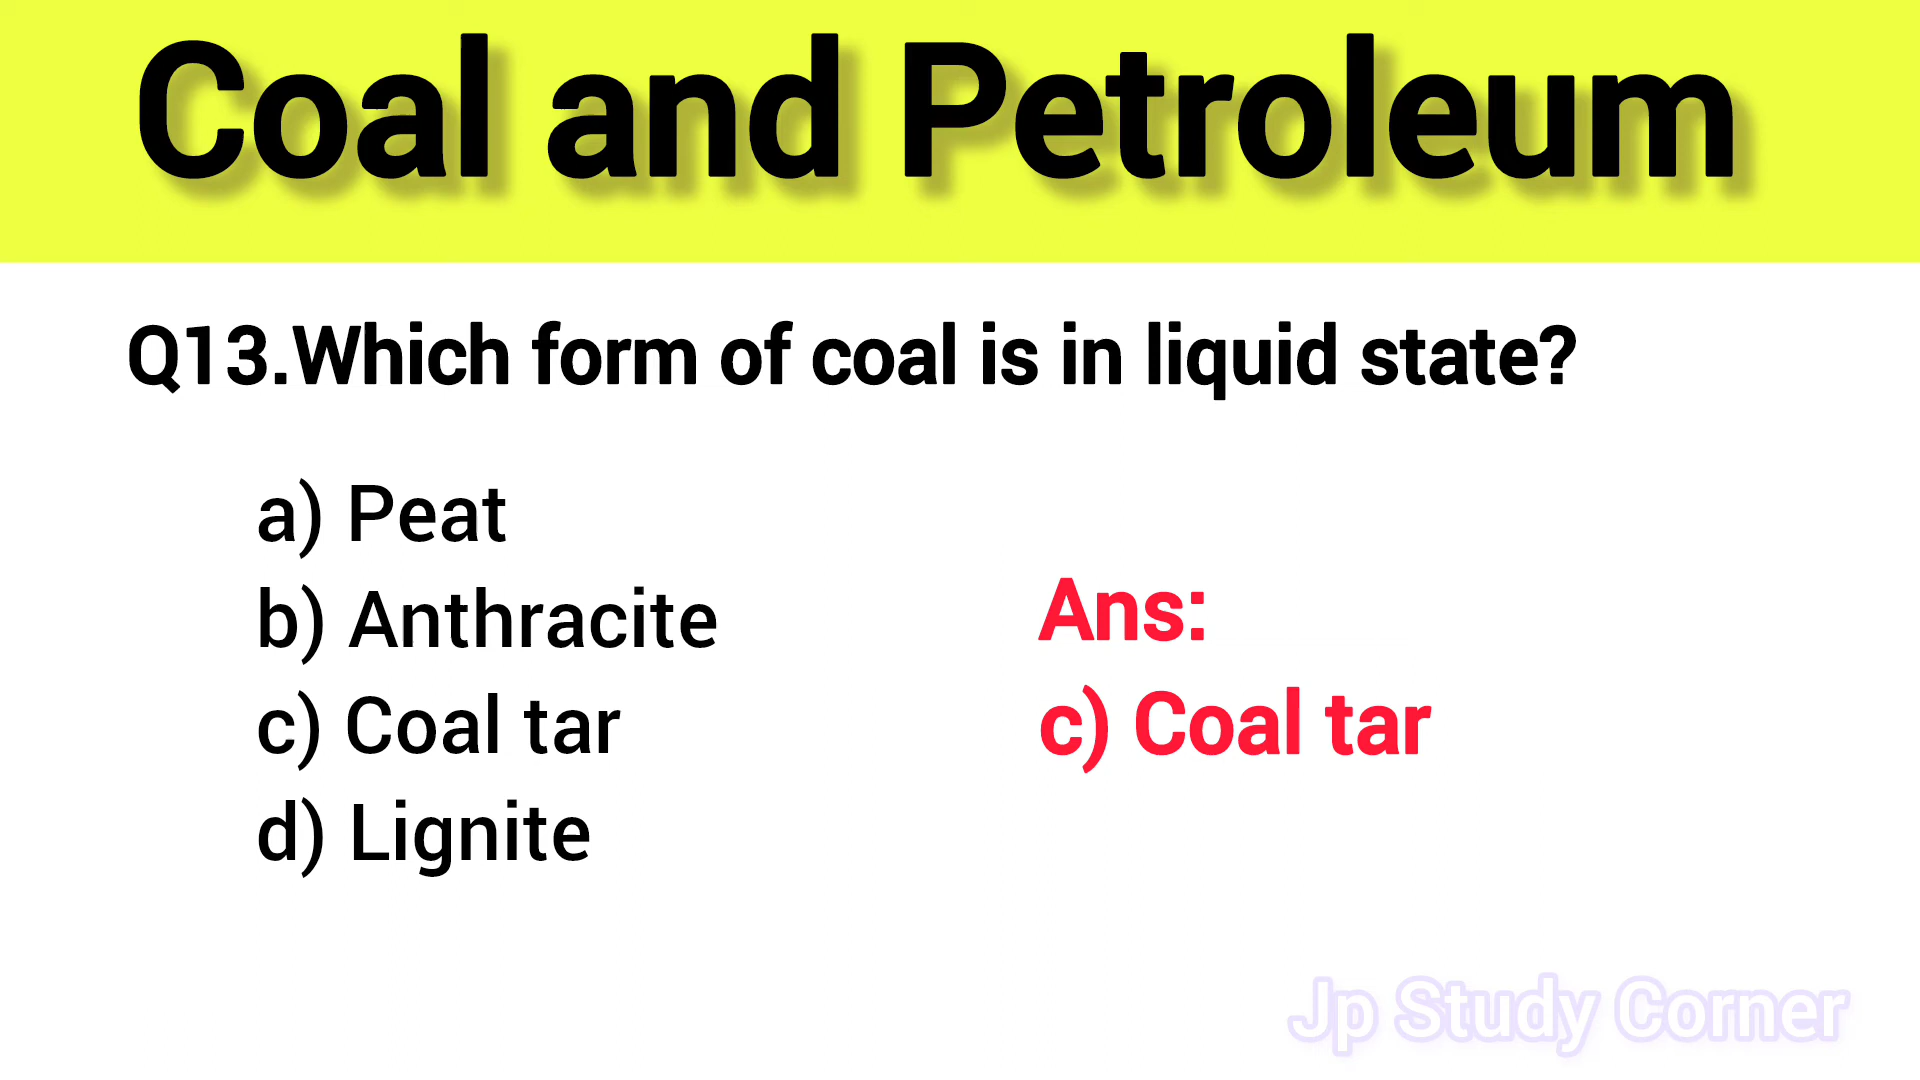 Coal and Petroleum
Q13.Which form of coal is in liquid state?
a) Peat
b) Anthracite
c) Coal tar
d) Lignite
Ans:
c) Coal tar
Jp Study Corner